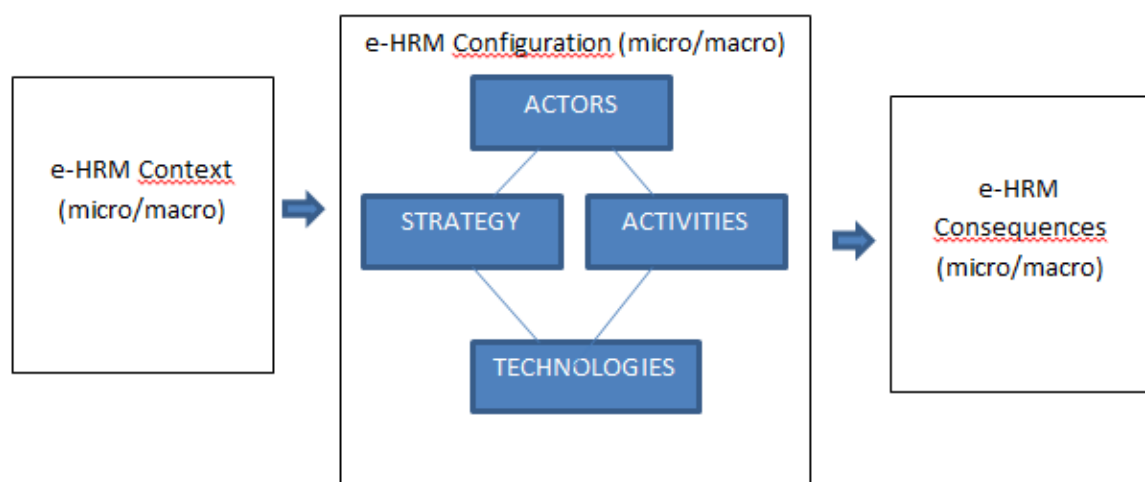 e-HRM Configuration (micro/macro)
ACTORS
e-HRM Context
(micro/macro)
STRATEGY
ACTIVITIES
e-HRM
Consequences
(micro/macro)
TECHNOLOGIES